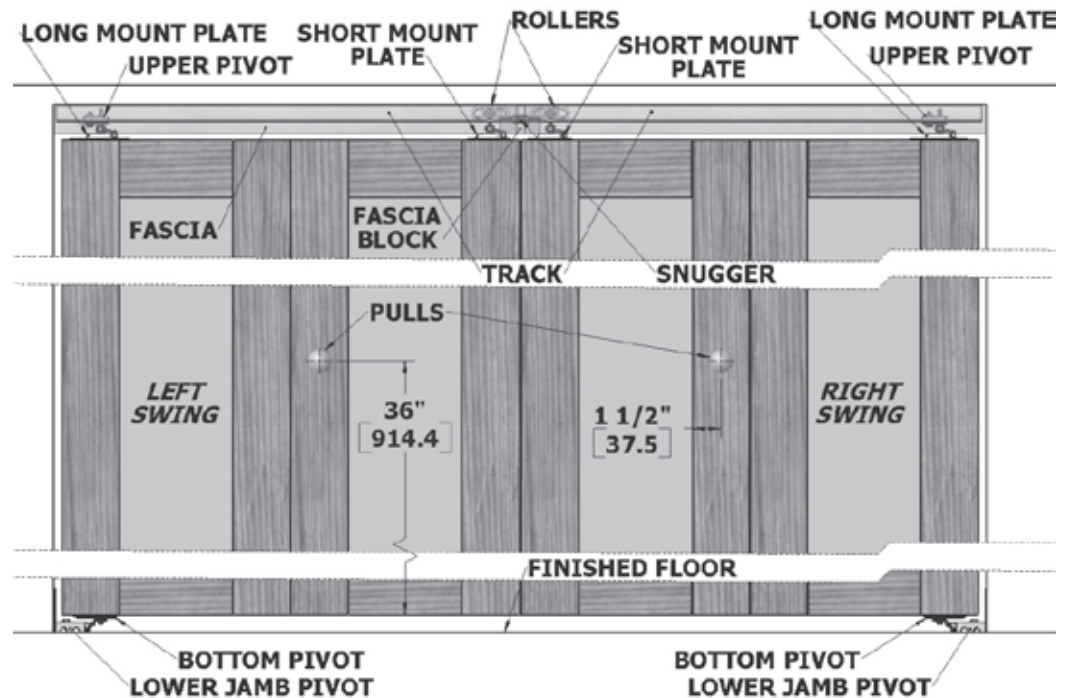 LONG MOUNT PLATE
UPPER PIVOT
SHORT MOUNT
PLATE
ROLLERS
SHORT MOUNT
PLATE
LONG MOUNT PLATE
UPPER PIVOT
FASCIA
FASCIA
BLOCK
TRACK
SNUGGER
PULLS
LEFT
SWING
36"
914.4
1 1/2"
37.5
RIGHT
SWING
FINISHED FLOOR
BOTTOM PIVOT
LOWER JAMB PIVOT
BOTTOM PIVOT
LOWER JAMB PIVOT